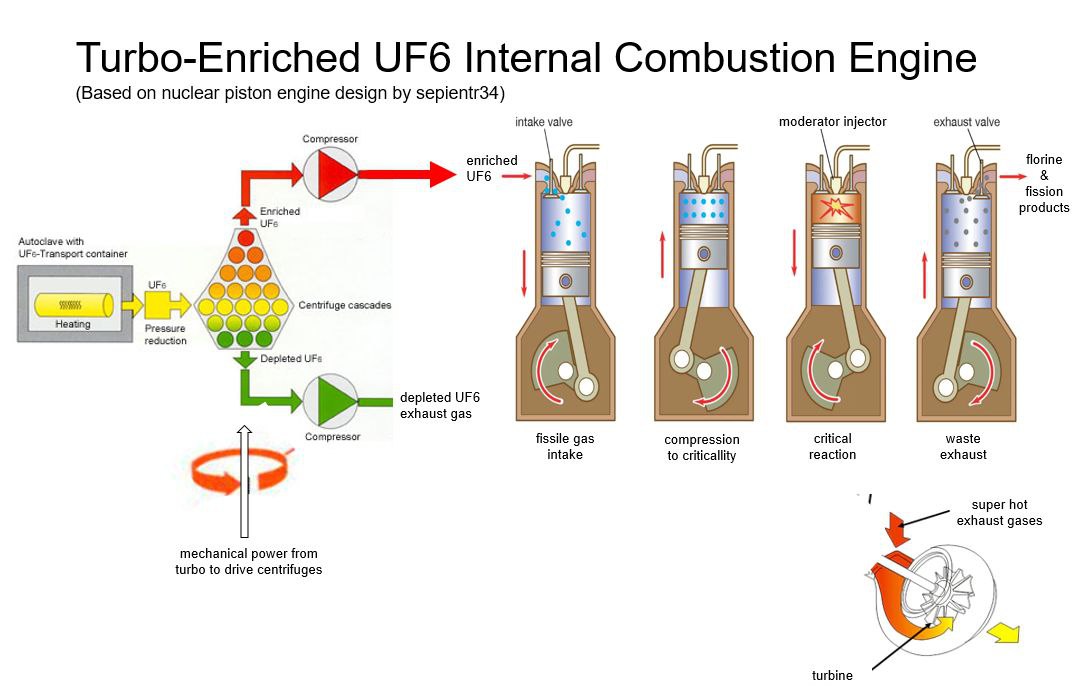 Turbo-Enriched UF6 Internal Combustion Engine
(Based on nuclear piston engine design by sepientr34)
Compressor
Enriched
UF6
Autoclave with
UF6-Transport container
Heating
UF6
Pressure
reduction
Centrifuge cascades
Depleted UF6
Compressor
depleted UF6
exhaust gas
mechanical power from
turbo to drive centrifuges
enriched
UF6
intake valve
moderator injector
exhaust valve
florine
&
fission
products
fissile gas
intake
compression
to criticallity
critical
reaction
waste
exhaust
super hot
exhaust gases
turbine